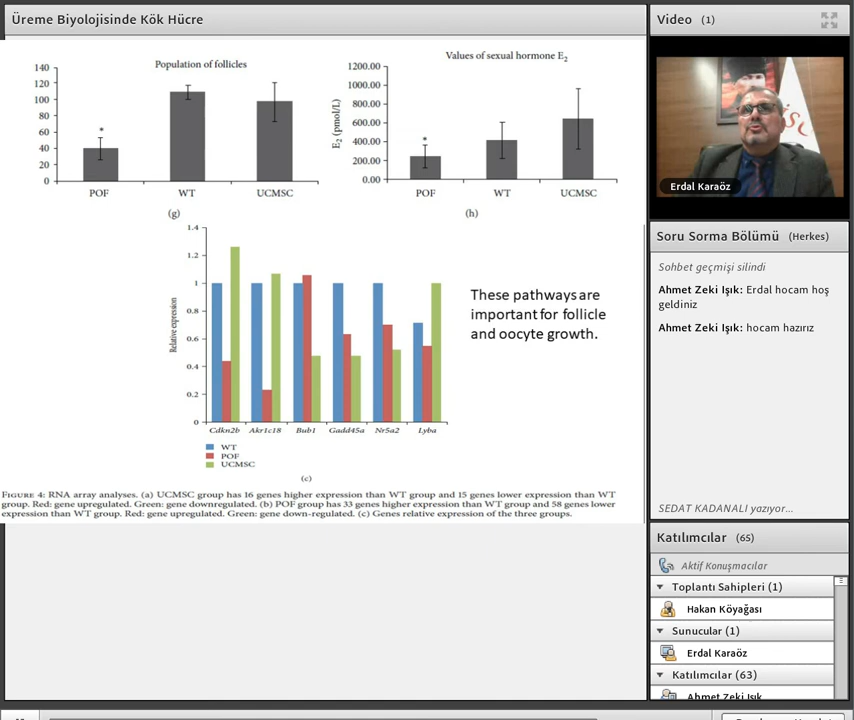 Üreme Biyolojisinde Kök Hücre
Population of follicles
140
120
100
80
60
40
20
0
*
POF
WT
UCMSC
(g)
Values of sexual hormone E2
E2 (pmol/L)
1200.00
1000.00
800.00
600.00
400.00
200.00
0.00
*
POF
WT
UCMSC
(h)
Relative expression
1.4
1.2
1
0.8
0.6
0.4
0.2
0
Cdkn2b
Akr1c18
Bub1
Gadd45a
Nr5a2
Lyba
WT
POF
UCMSC
(c)
These pathways are
important for follicle
and oocyte growth.
FIGURE 4: RNA array analyses. (a) UCMSC group has 16 genes higher expression than WT group and 15 genes lower expression than WT
group. Red: gene upregulated. Green: gene downregulated. (b) POF group has 33 genes higher expression than WT group and 58 genes lower
expression than WT group. Red: gene upregulated. Green: gene down-regulated. (c) Genes relative expression of the three groups.
Video (1)
Erdal Karaöz
Soru Sorma Bölümü (Herkes)
Sohbet geçmişi silindi
Ahmet Zeki Işık: Erdal hocam hoş
geldiniz
Ahmet Zeki Işık: hocam hazırız
SEDAT KADANALI yazıyor...
Katılımcılar (65)
Aktif Konuşmacılar
Toplantı Sahipleri (1)
Hakan Köyağası
Sunucular (1)
Erdal Karaöz
Katılımcılar (63)
Ahmet Zeki Işık